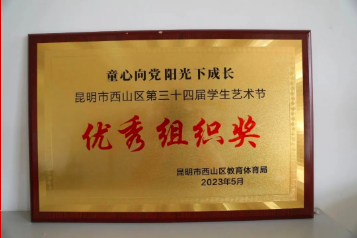 童心向党阳光下成长
昆明市西山区第三十四届学生艺术节
优秀组织奖
昆明市西山区教育体育局
2023年5月